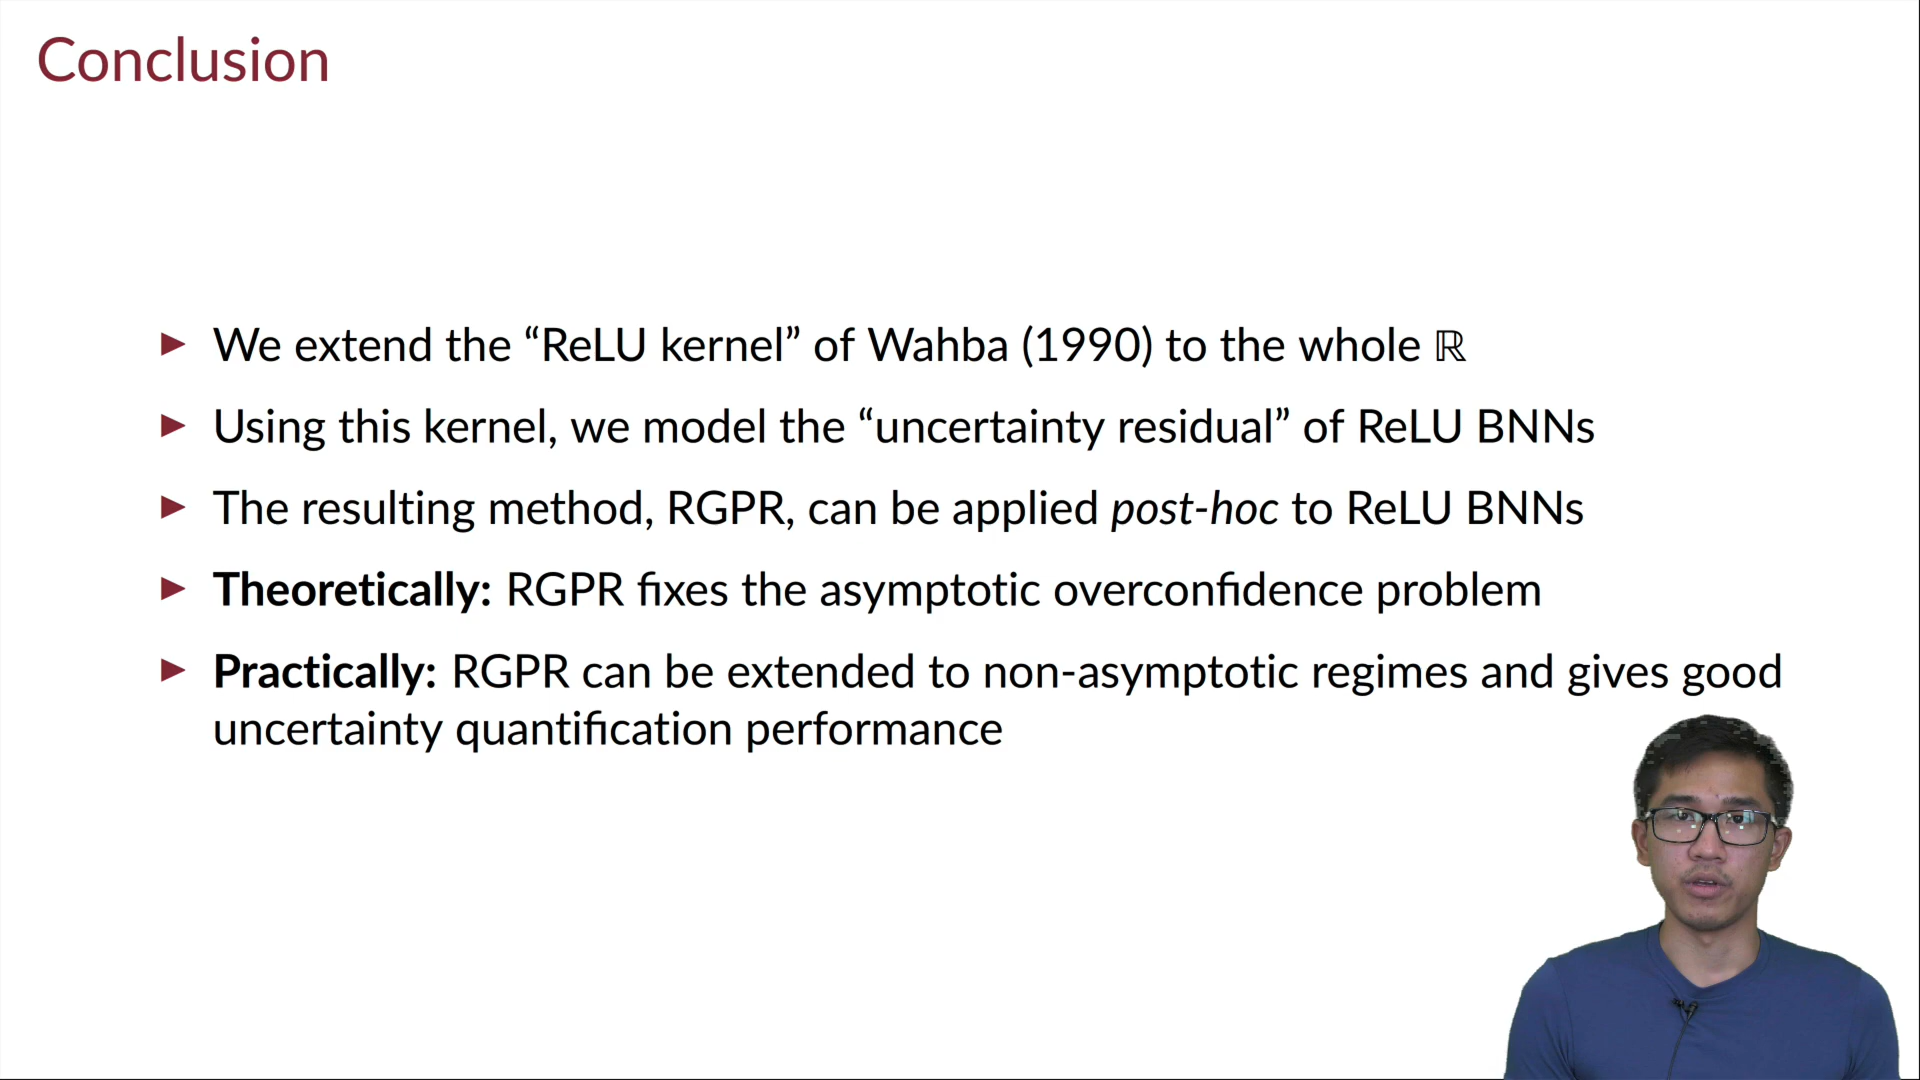 Conclusion
▶ We extend the “ReLU kernel” of Wahba (1990) to the whole ℝ
▶ Using this kernel, we model the “uncertainty residual” of ReLU BNNs
▶ The resulting method, RGPR, can be applied post-hoc to ReLU BNNs
▶ Theoretically: RGPR fixes the asymptotic overconfidence problem
▶ Practically: RGPR can be extended to non-asymptotic regimes and gives good
uncertainty quantification performance